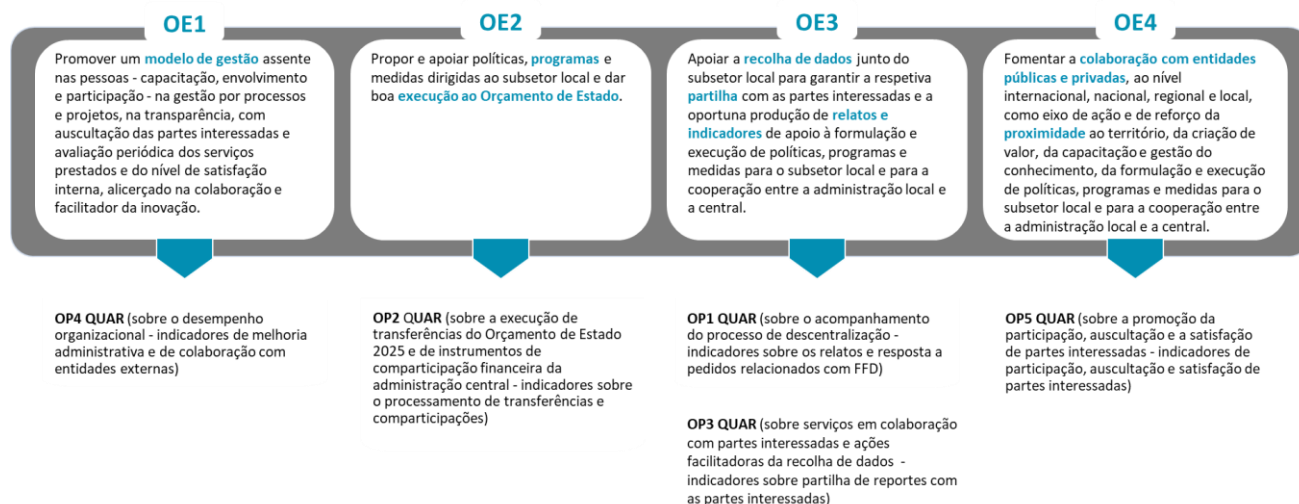 OE1
Promover um modelo de gestão assente
nas pessoas - capacitação, envolvimento
e participação - na gestão por processos
e projetos, na transparência, com
auscultação das partes interessadas e
avaliação periódica dos serviços
prestados e do nível de satisfação
interna, alicerçado na colaboração e
facilitador da inovação.
OP4 QUAR (sobre o desempenho
organizacional - indicadores de melhoria
administrativa e de colaboração com
entidades externas)
OE2
Propor e apoiar políticas, programas e
medidas dirigidas ao subsetor local e dar
boa execução ao Orçamento de Estado.
OP2 QUAR (sobre a execução de
transferências do Orçamento de Estado
2025 e de instrumentos de
comparticipação financeira da
administração central - indicadores sobre
o processamento de transferências e
comparticipações)
OE3
Apoiar a recolha de dados junto do
subsetor local para garantir a respetiva
partilha com as partes interessadas e a
oportuna produção de relatos e
indicadores de apoio à formulação e
execução de políticas, programas e
medidas para o subsetor local e para a
cooperação entre a administração local e
a central.
OP1 QUAR (sobre o acompanhamento
do processo de descentralização -
indicadores sobre os relatos e resposta a
pedidos relacionados com FFD)
OP3 QUAR (sobre serviços em colaboração
com partes interessadas e ações
facilitadoras da recolha de dados -
indicadores sobre partilha de reportes com
as partes interessadas)
OE4
Fomentar a colaboração com entidades
públicas e privadas, ao nível
internacional, nacional, regional e local,
como eixo de ação e de reforço da
proximidade ao território, da criação de
valor, da capacitação e gestão do
conhecimento, da formulação e execução
de políticas, programas e medidas para o
subsetor local e para a cooperação entre
a administração local e a central.
OP5 QUAR (sobre a promoção da
participação, auscultação e a satisfação
de partes interessadas - indicadores de
participação, auscultação e satisfação de
partes interessadas)